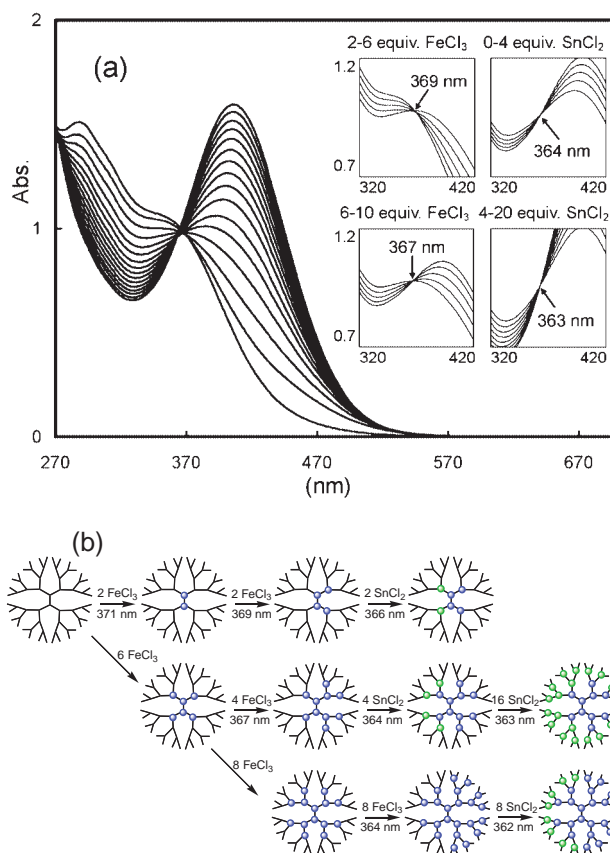 2
(a)
Abs.
1
0
270
370
470
570
670
(nm)
2-6 equiv. FeCl₃
1.2
369 nm
0.7
320
420
0-4 equiv. SnCl₂
364 nm
320
420
6-10 equiv. FeCl₃
1.2
367 nm
0.7
320
420
4-20 equiv. SnCl₂
363 nm
320
420
(b)
2 FeCl₃
371 nm
2 FeCl₃
369 nm
2 SnCl₂
366 nm
6 FeCl₃
4 FeCl₃
367 nm
4 SnCl₂
364 nm
16 SnCl₂
363 nm
8 FeCl₃
8 FeCl₃
364 nm
8 SnCl₂
362 nm